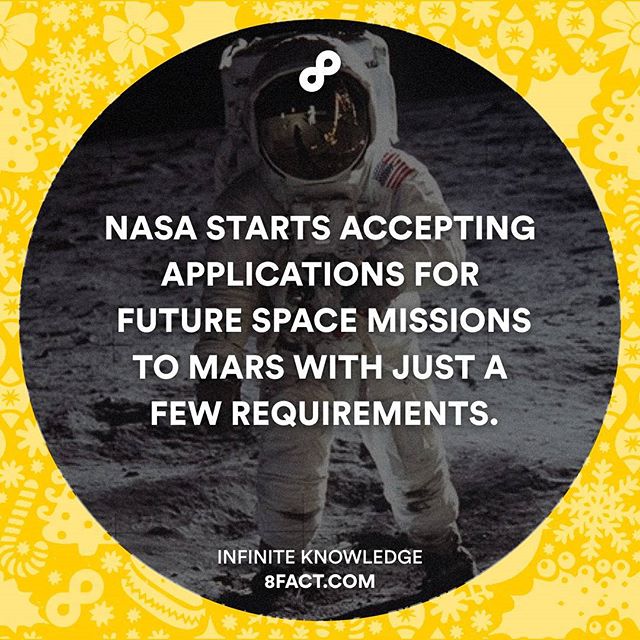 NASA STARTS ACCEPTING
APPLICATIONS FOR
FUTURE SPACE MISSIONS
TO MARS WITH JUST A
FEW REQUIREMENTS.
INFINITE KNOWLEDGE
8FACT.COM